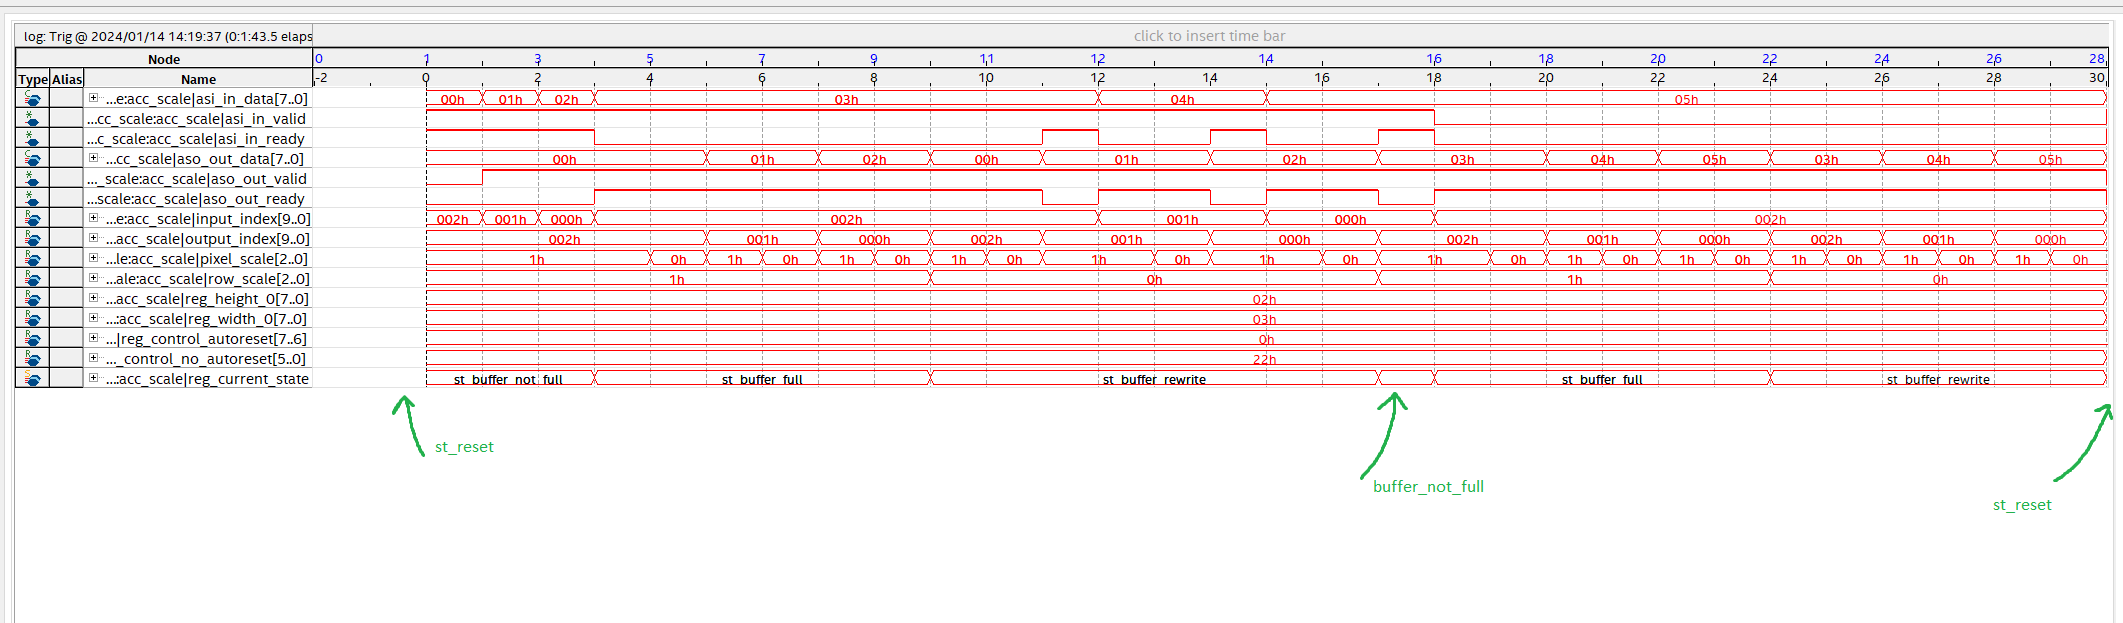 log: Trig @ 2024/01/14 14:19:37 (0:1:43.5 elaps
click to insert time bar
Node
0 1 3 5 7 9 11 12 12 14 16 18 20 22 24 26 28
Type Alias Name
-2 0 2 4 6 8 10 12 14 16 18 20 22 24 26 28 30
...e:acc_scale|asi_in_data[7..0] 00h 01h 02h 03h 04h 05h
...cc_scale:acc_scale|asi_in_valid
...c_scale:acc_scale|asi_in_ready
...cc_scale|aso_out_data[7..0] 00h 01h 02h 00h 01h 02h 03h 04h 05h 03h 04h 05h
..._scale:acc_scale|aso_out_valid
...scale:acc_scale|aso_out_ready
...e:acc_scale|input_index[9..0] 002h 001h 000h 002h 001h 000h 002h
...acc_scale|output_index[9..0] 002h 001h 000h 002h 001h 000h 002h 001h 000h 002h 001h 000h
...le:acc_scale|pixel_scale[2..0] 1h 0h 1h 0h 1h 0h 1h 0h 1h 0h 1h 0h 1h 0h 1h 0h 1h 0h 1h 0h 1h 0h 1h 0h
...ale:acc_scale|row_scale[2..0] 1h 0h 1h 0h
...acc_scale|reg_height_0[7..0] 02h
...:acc_scale|reg_width_0[7..0] 03h
...|reg_control_autoreset[7..6] 0h
..._control_no_autoreset[5..0] 22h
...:acc_scale|reg_current_state st_buffer_not_full st_buffer_full st_buffer_rewrite st_buffer_full st_buffer_rewrite
st_reset
buffer_not_full
st_reset